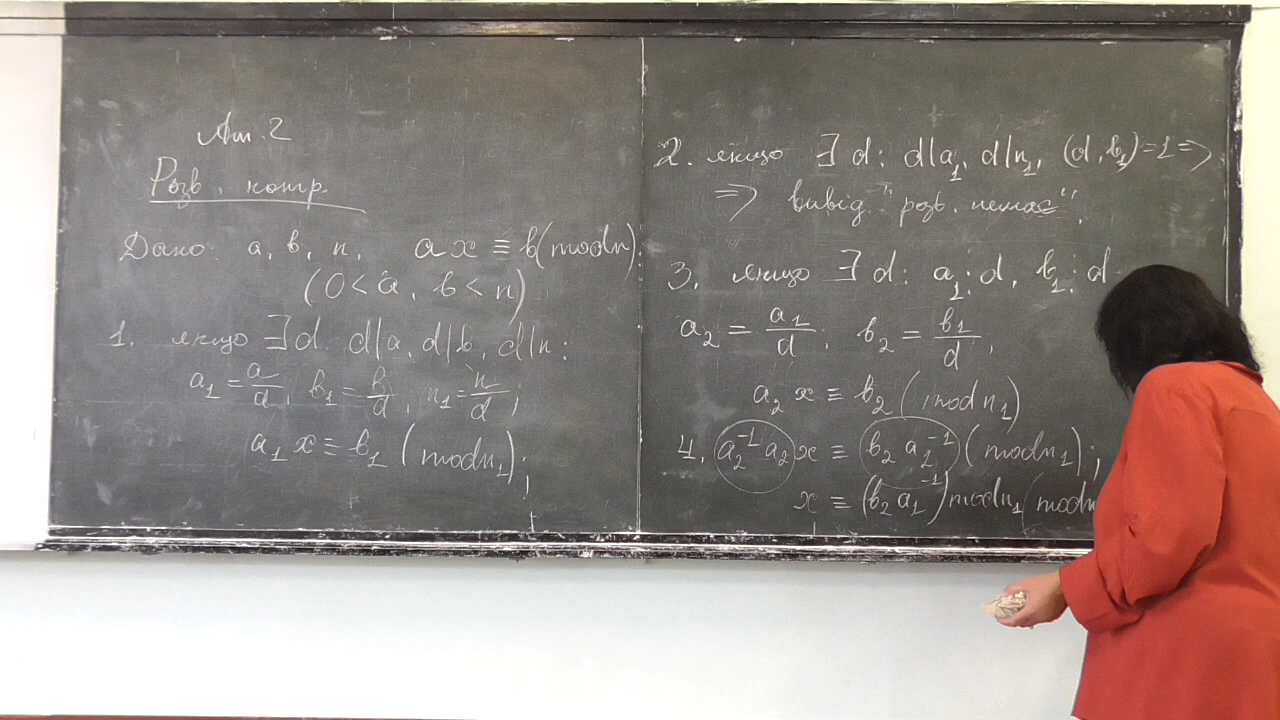 Алг. 2
Розв. контр.
Дано: a, b, n. ax ≡ b(mod n).
(0 < a, b < n)
1. якщо ∃ d. d|a, d|b, d|n:
a₁ = a/d, b₁ = b/d, n₁ = n/d,
a₁x ≡ b₁ (mod n₁);
2. якщо ∃ d: d|a₁, d|n₁, (d, b₁)=1 ⇒
⇒ вивід "розв. немає".
3. якщо ∃ d: a₁⋮d, b₁⋮d
a₂ = a₁/d, b₂ = b₁/d,
a₂x ≡ b₂ (mod n₁)
4. a₂⁻¹a₂x ≡ b₂a₂⁻¹ (mod n₁);
x ≡ (b₂a₁⁻¹) mod n₁ (mod